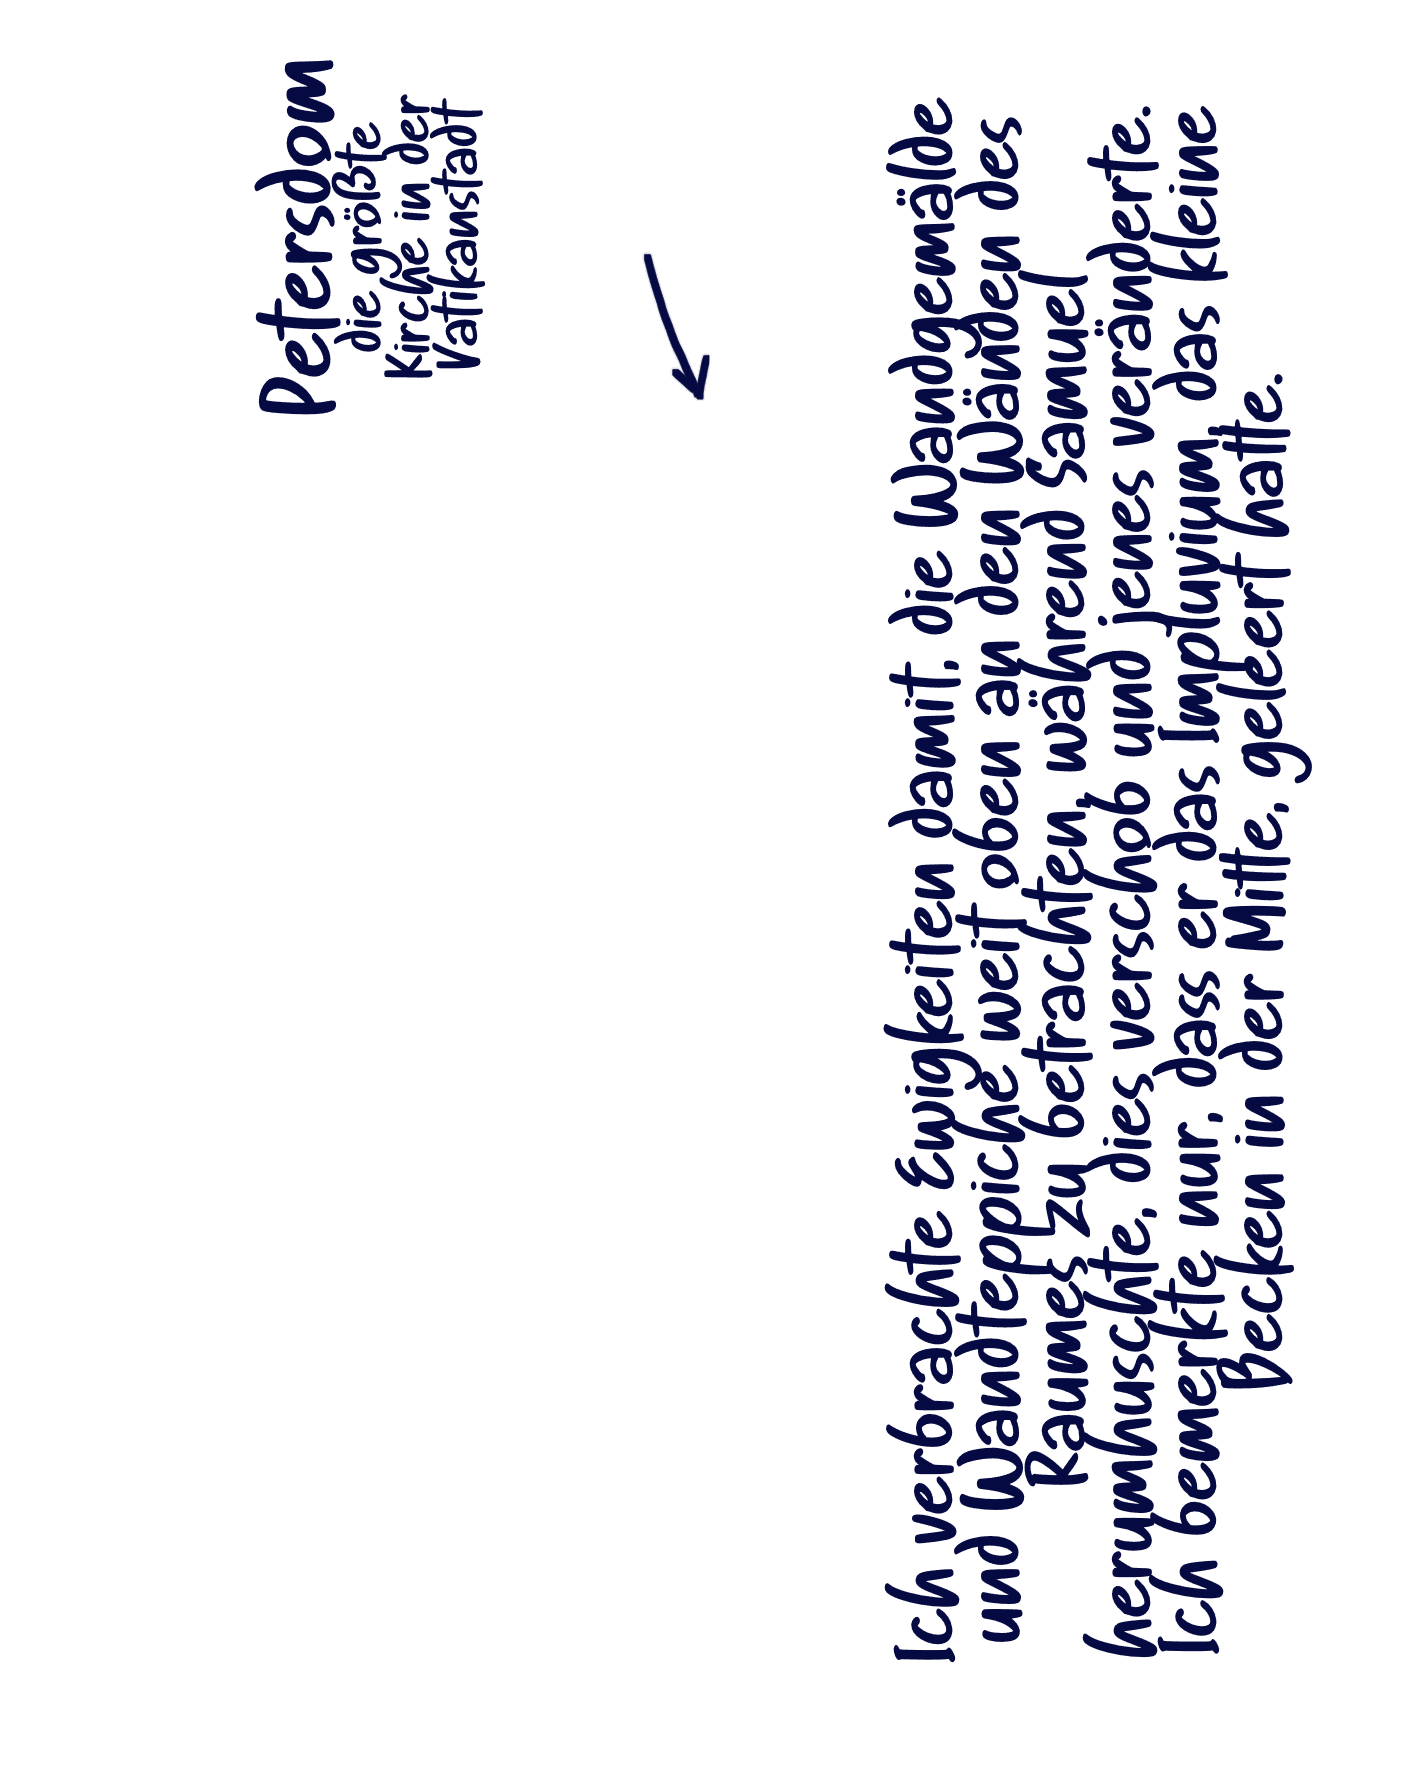 Petersdom
die größte
Kirche in der
Vatikanstadt
Ich verbrachte Ewigkeiten damit, die Wandgemälde
und Wandteppiche weit oben an den Wänden des
Raumes zu betrachten, während Samuel
herumhuschte, dies verschob und jenes veränderte.
Ich bemerkte nur, dass er das Impluvium, das kleine
Becken in der Mitte, geleert hatte.